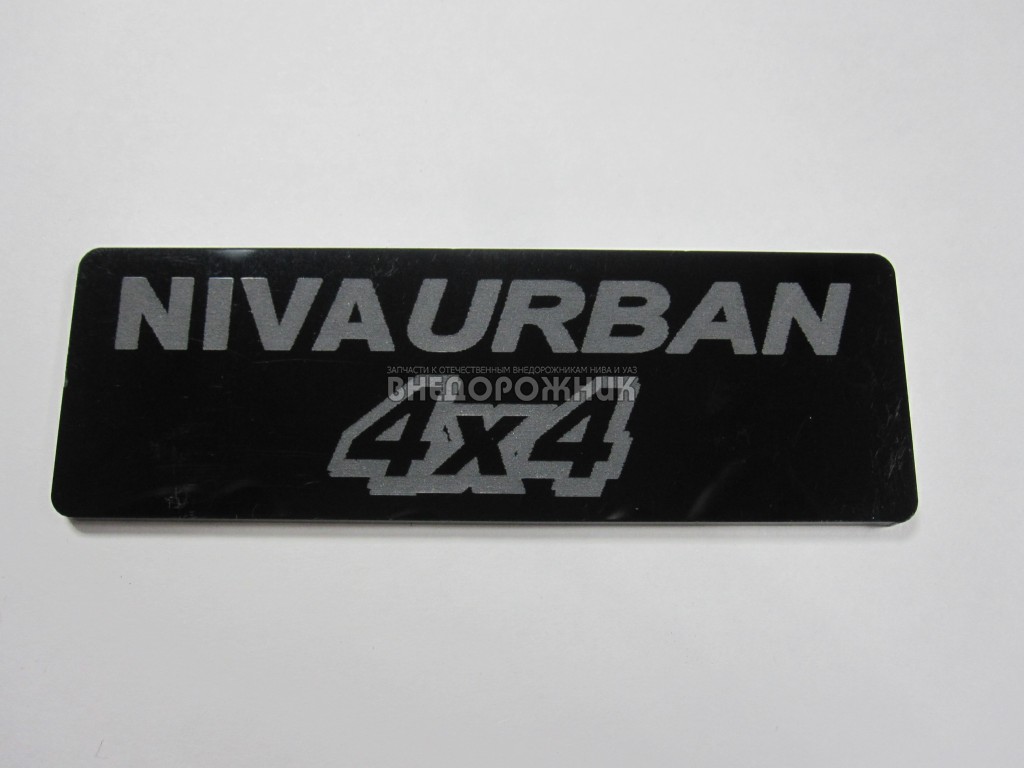 NIVA URBAN
ЗАПЧАСТИ К ОТЕЧЕСТВЕННЫМ ВНЕДОРОЖНИКАМ НИВА И УАЗ
ВНЕДОРОЖНИК
4x4